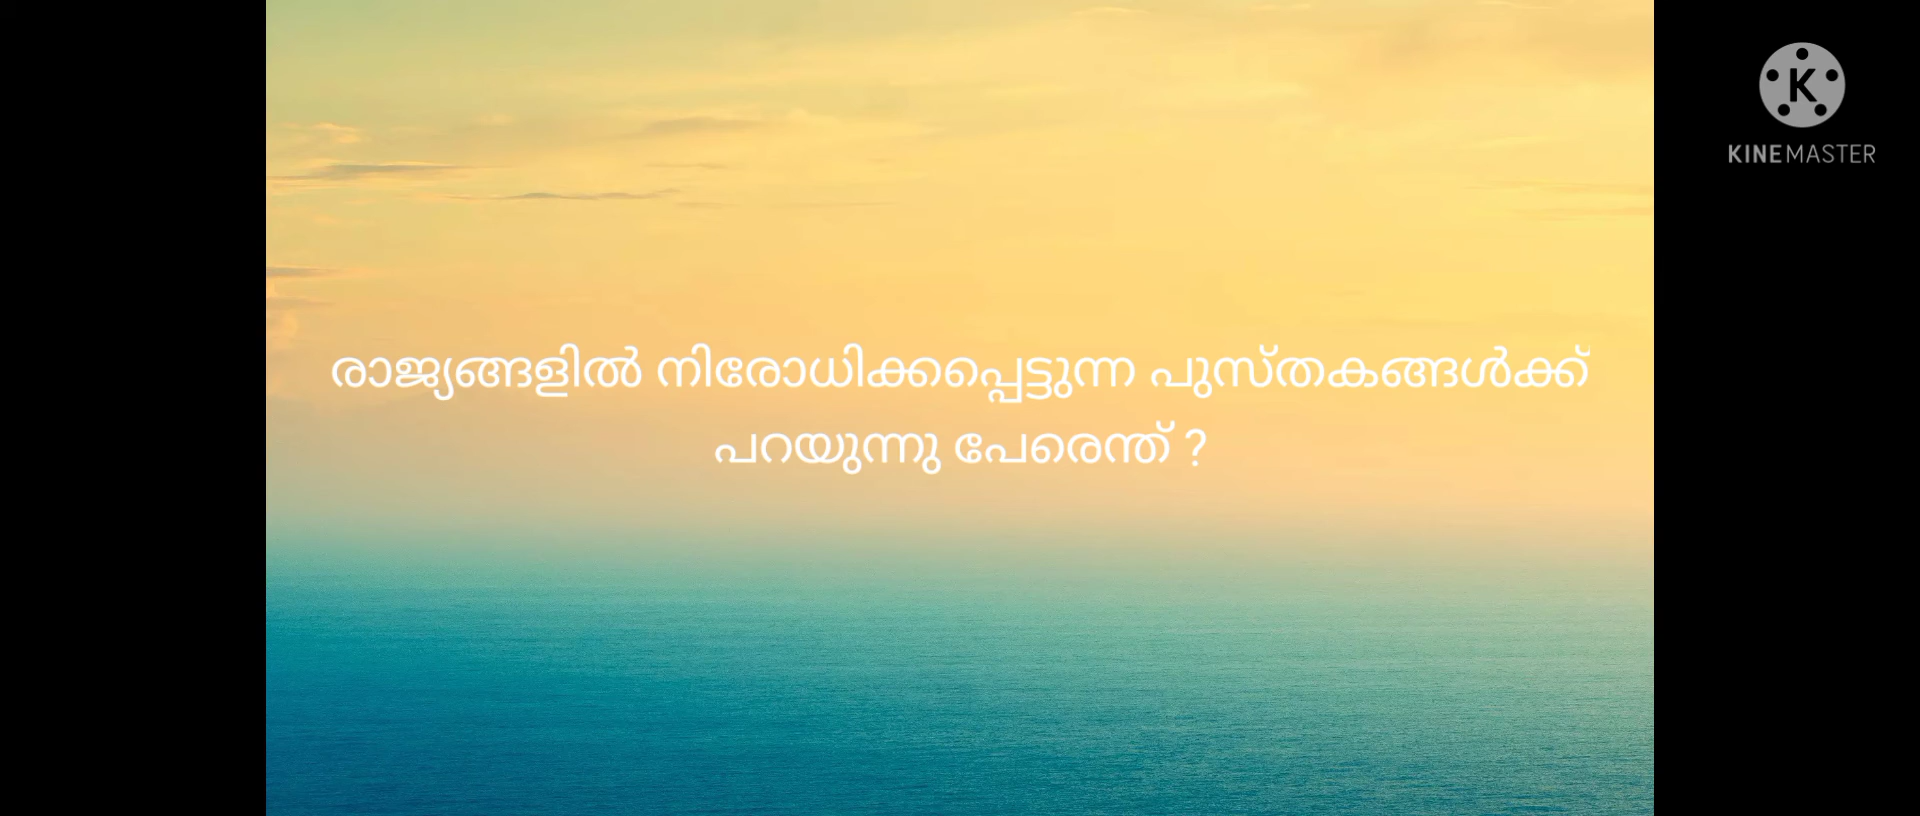 രാജ്യങ്ങളിൽ നിരോധിക്കപ്പെട്ടുന്ന പുസ്തകങ്ങൾക്ക്
പറയുന്നു പേരെന്ത് ?
K
KINEMASTER